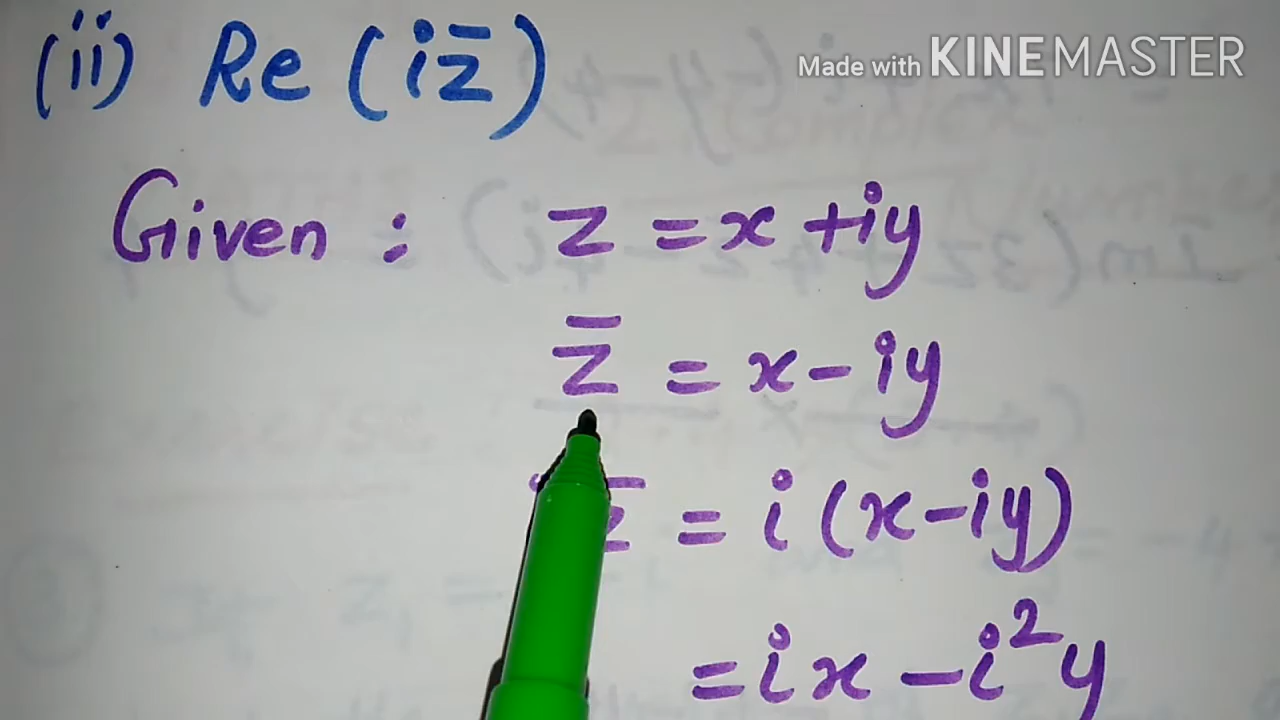 (ii) Re(iz̄)
Made with KINEMASTER
Given : z = x + iy
z̄ = x - iy
z̄ = i(x - iy)
= ix - i²y